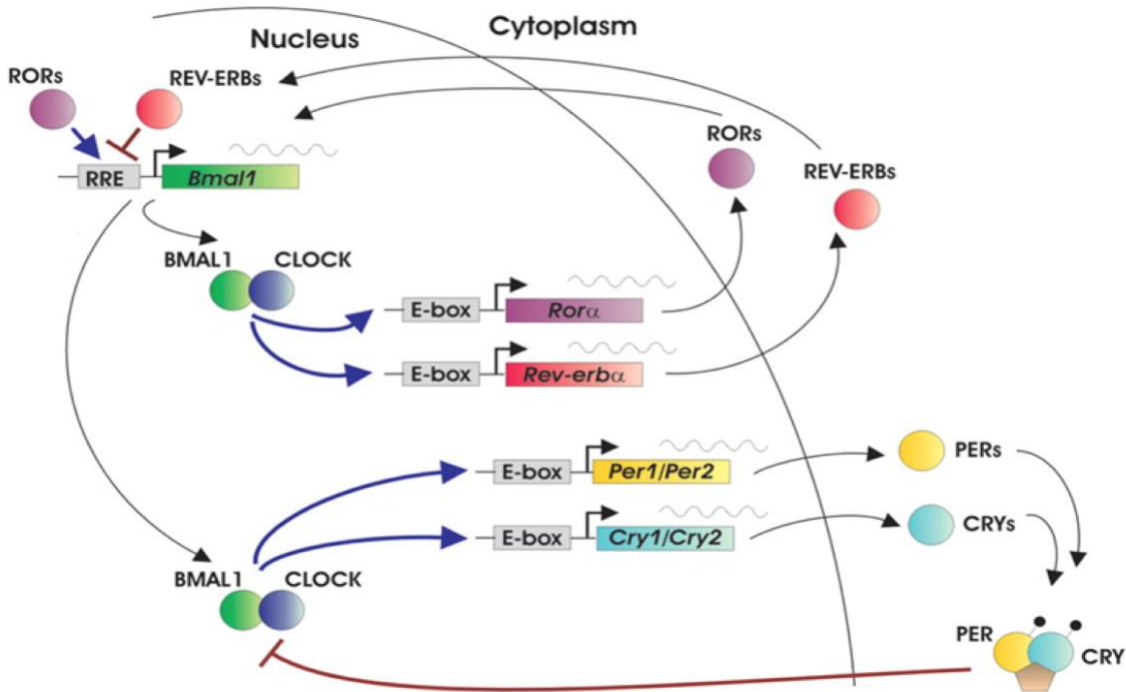 Cytoplasm
Nucleus
RORs
REV-ERBs
RRE
Bmal1
RORs
REV-ERBs
BMAL1
CLOCK
E-box
Rorα
E-box
Rev-erbα
E-box
Per1/Per2
PERs
E-box
Cry1/Cry2
CRYs
BMAL1
CLOCK
PER
CRY